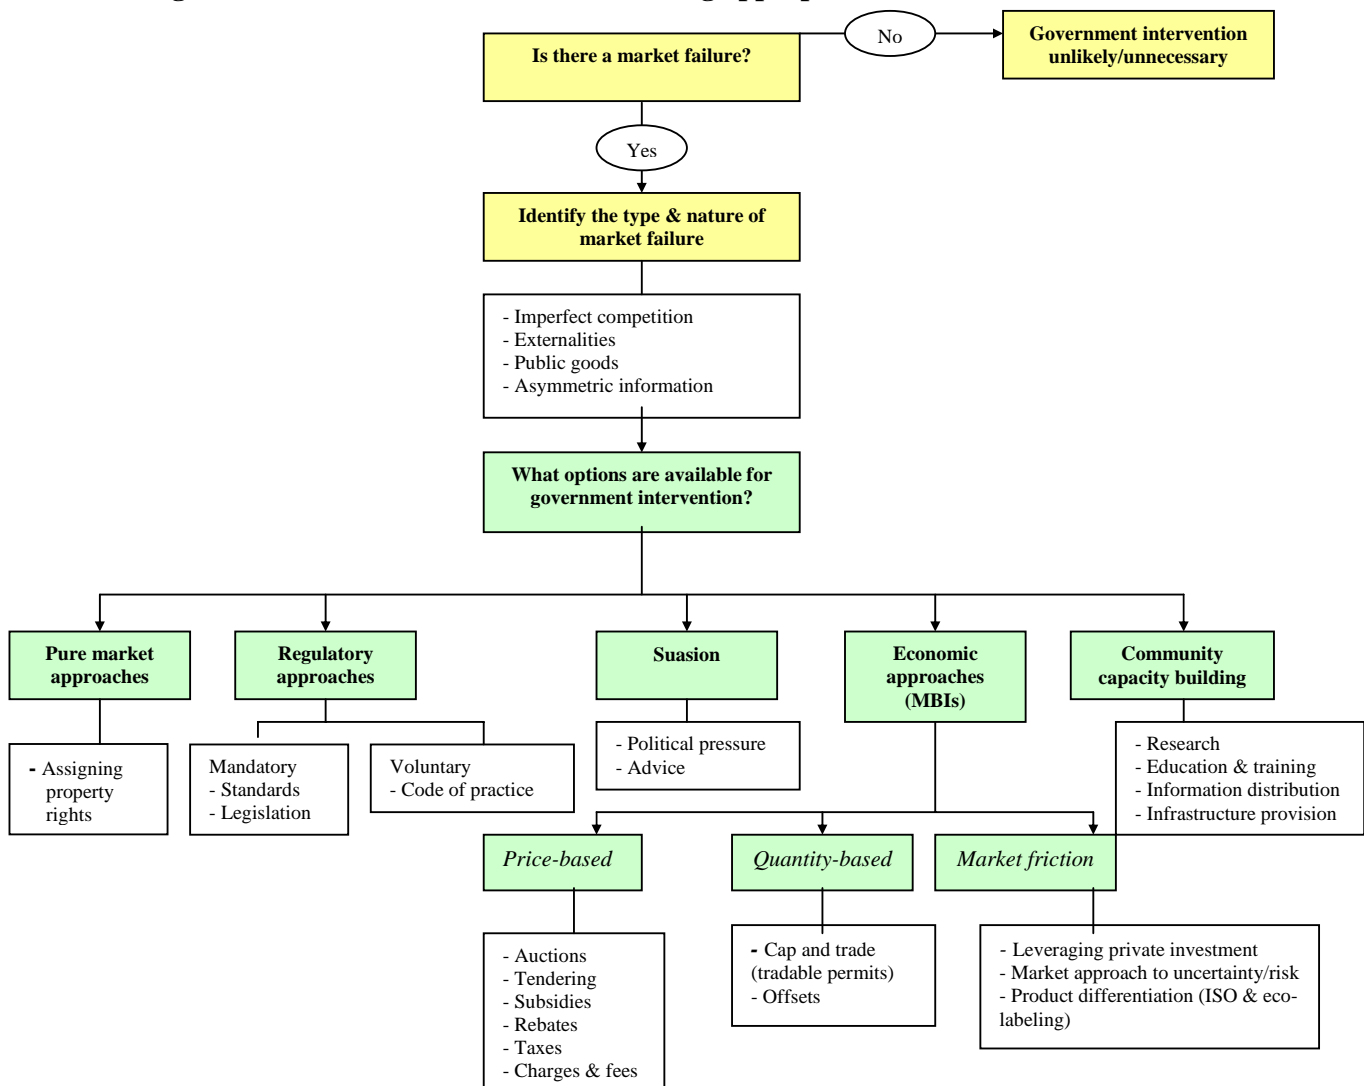 No
Government intervention
unlikely/unnecessary
Is there a market failure?
Yes
Identify the type & nature of
market failure
- Imperfect competition
- Externalities
- Public goods
- Asymmetric information
What options are available for
government intervention?
Pure market
approaches
Regulatory
approaches
Suasion
Economic
approaches
(MBIs)
Community
capacity building
- Assigning
property
rights
Mandatory
- Standards
- Legislation
Voluntary
- Code of practice
- Political pressure
- Advice
- Research
- Education & training
- Information distribution
- Infrastructure provision
Price-based
Quantity-based
Market friction
- Auctions
- Tendering
- Subsidies
- Rebates
- Taxes
- Charges & fees
- Cap and trade
(tradable permits)
- Offsets
- Leveraging private investment
- Market approach to uncertainty/risk
- Product differentiation (ISO & eco-
labeling)